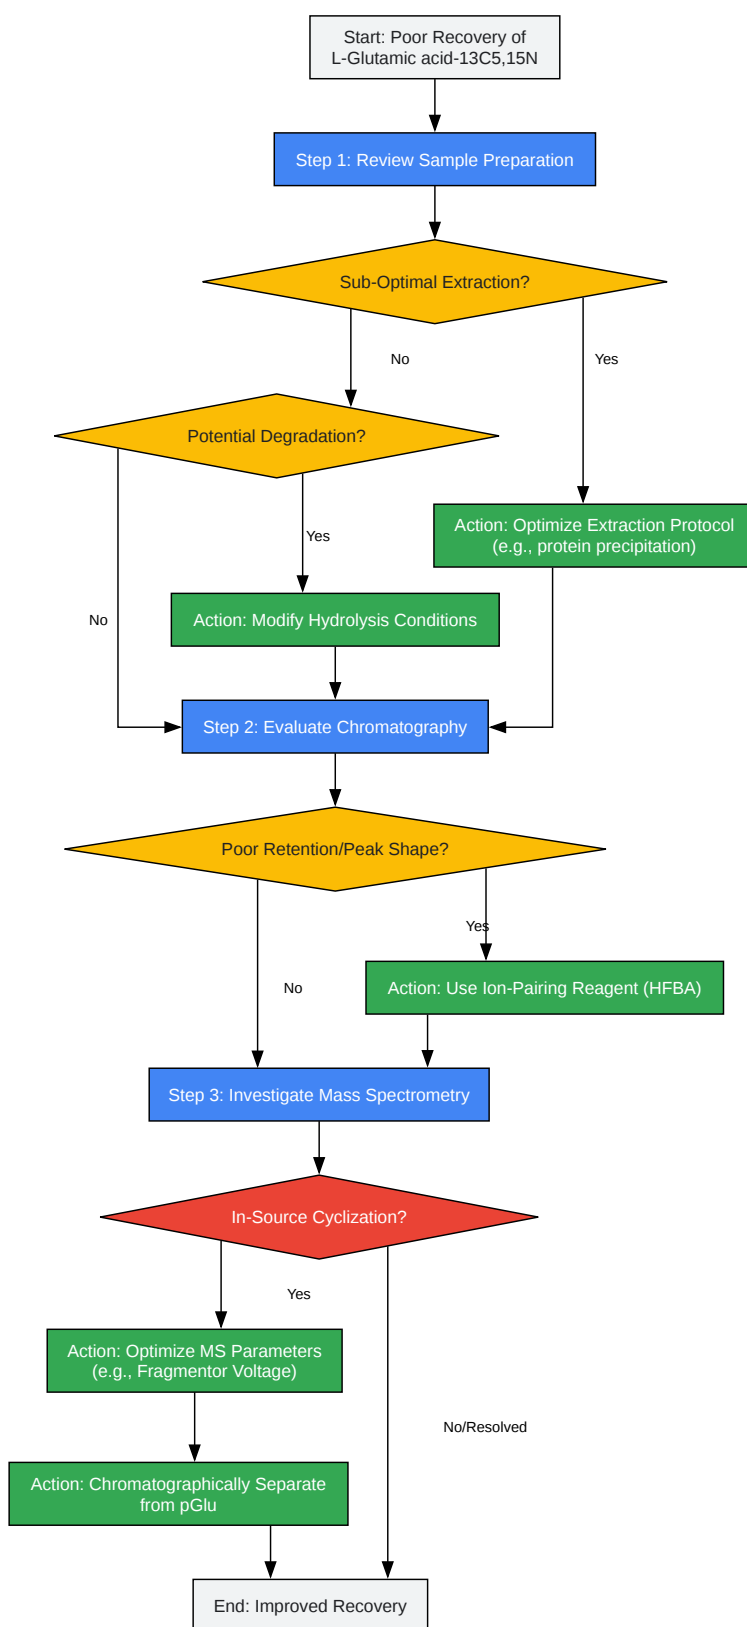 Start: Poor Recovery of
L-Glutamic acid-13C5,15N
Step 1: Review Sample Preparation
Sub-Optimal Extraction?
No
Yes
Potential Degradation?
Action: Optimize Extraction Protocol
(e.g., protein precipitation)
Yes
No
Action: Modify Hydrolysis Conditions
Step 2: Evaluate Chromatography
Poor Retention/Peak Shape?
Yes
No
Action: Use Ion-Pairing Reagent (HFBA)
Step 3: Investigate Mass Spectrometry
In-Source Cyclization?
Yes
Action: Optimize MS Parameters
(e.g., Fragmentor Voltage)
No/Resolved
Action: Chromatographically Separate
from pGlu
End: Improved Recovery